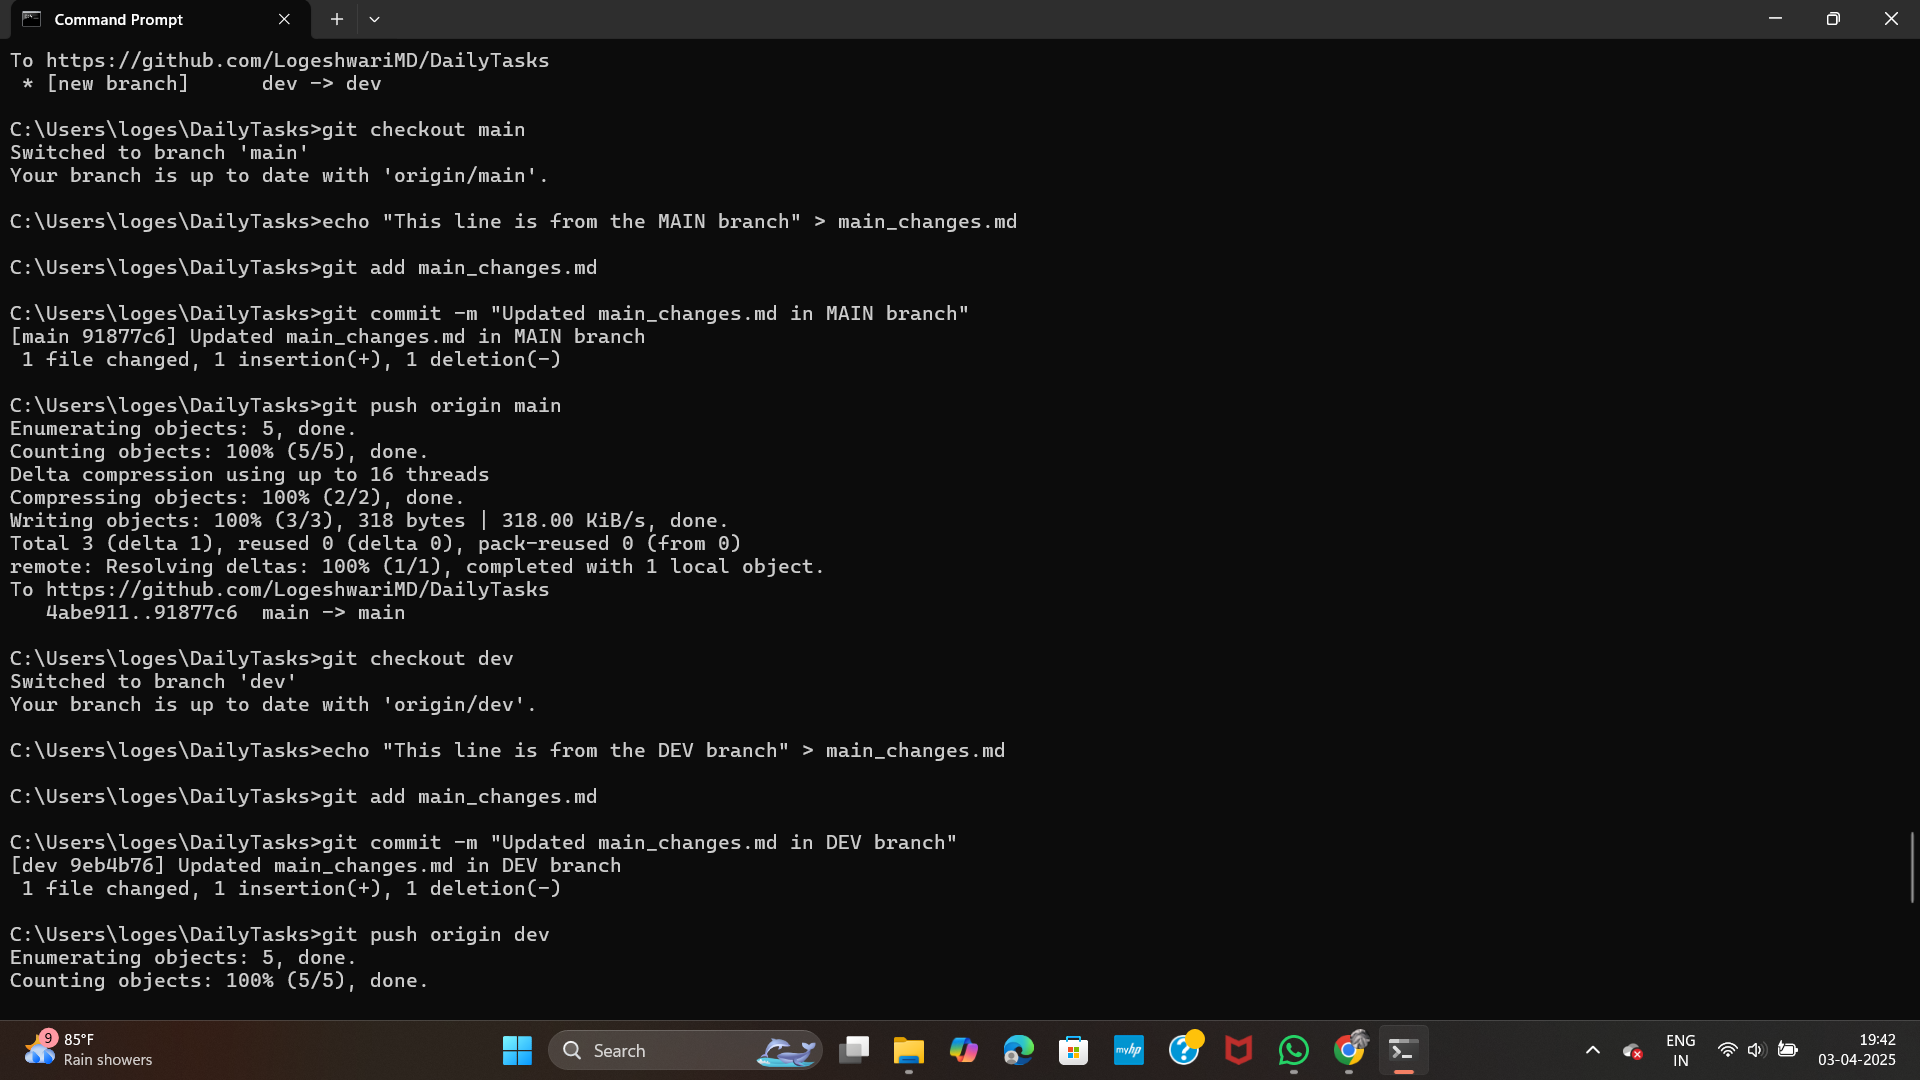 Command Prompt
To https://github.com/LogeshwariMD/DailyTasks
 * [new branch]      dev -> dev
C:\Users\loges\DailyTasks>git checkout main
Switched to branch 'main'
Your branch is up to date with 'origin/main'.
C:\Users\loges\DailyTasks>echo "This line is from the MAIN branch" > main_changes.md
C:\Users\loges\DailyTasks>git add main_changes.md
C:\Users\loges\DailyTasks>git commit -m "Updated main_changes.md in MAIN branch"
[main 91877c6] Updated main_changes.md in MAIN branch
 1 file changed, 1 insertion(+), 1 deletion(-)
C:\Users\loges\DailyTasks>git push origin main
Enumerating objects: 5, done.
Counting objects: 100% (5/5), done.
Delta compression using up to 16 threads
Compressing objects: 100% (2/2), done.
Writing objects: 100% (3/3), 318 bytes | 318.00 KiB/s, done.
Total 3 (delta 1), reused 0 (delta 0), pack-reused 0 (from 0)
remote: Resolving deltas: 100% (1/1), completed with 1 local object.
To https://github.com/LogeshwariMD/DailyTasks
   4abe911..91877c6  main -> main
C:\Users\loges\DailyTasks>git checkout dev
Switched to branch 'dev'
Your branch is up to date with 'origin/dev'.
C:\Users\loges\DailyTasks>echo "This line is from the DEV branch" > main_changes.md
C:\Users\loges\DailyTasks>git add main_changes.md
C:\Users\loges\DailyTasks>git commit -m "Updated main_changes.md in DEV branch"
[dev 9eb4b76] Updated main_changes.md in DEV branch
 1 file changed, 1 insertion(+), 1 deletion(-)
C:\Users\loges\DailyTasks>git push origin dev
Enumerating objects: 5, done.
Counting objects: 100% (5/5), done.
9
85°F
Rain showers
Search
myhp
ENG
IN
19:42
03-04-2025